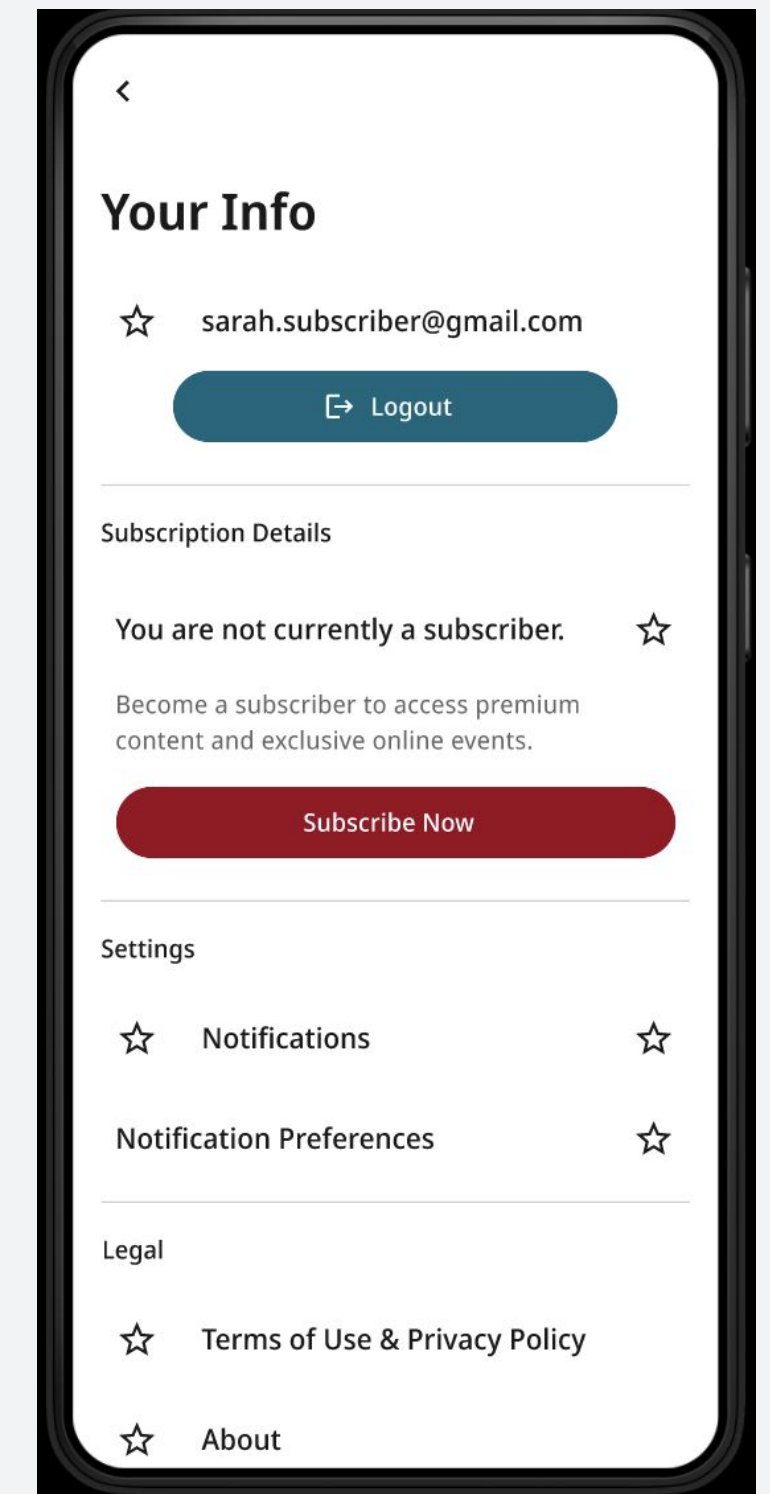 Your Info
sarah.subscriber@gmail.com
Logout
Subscription Details
You are not currently a subscriber.
Become a subscriber to access premium
content and exclusive online events.
Subscribe Now
Settings
Notifications
Notification Preferences
Legal
Terms of Use & Privacy Policy
About